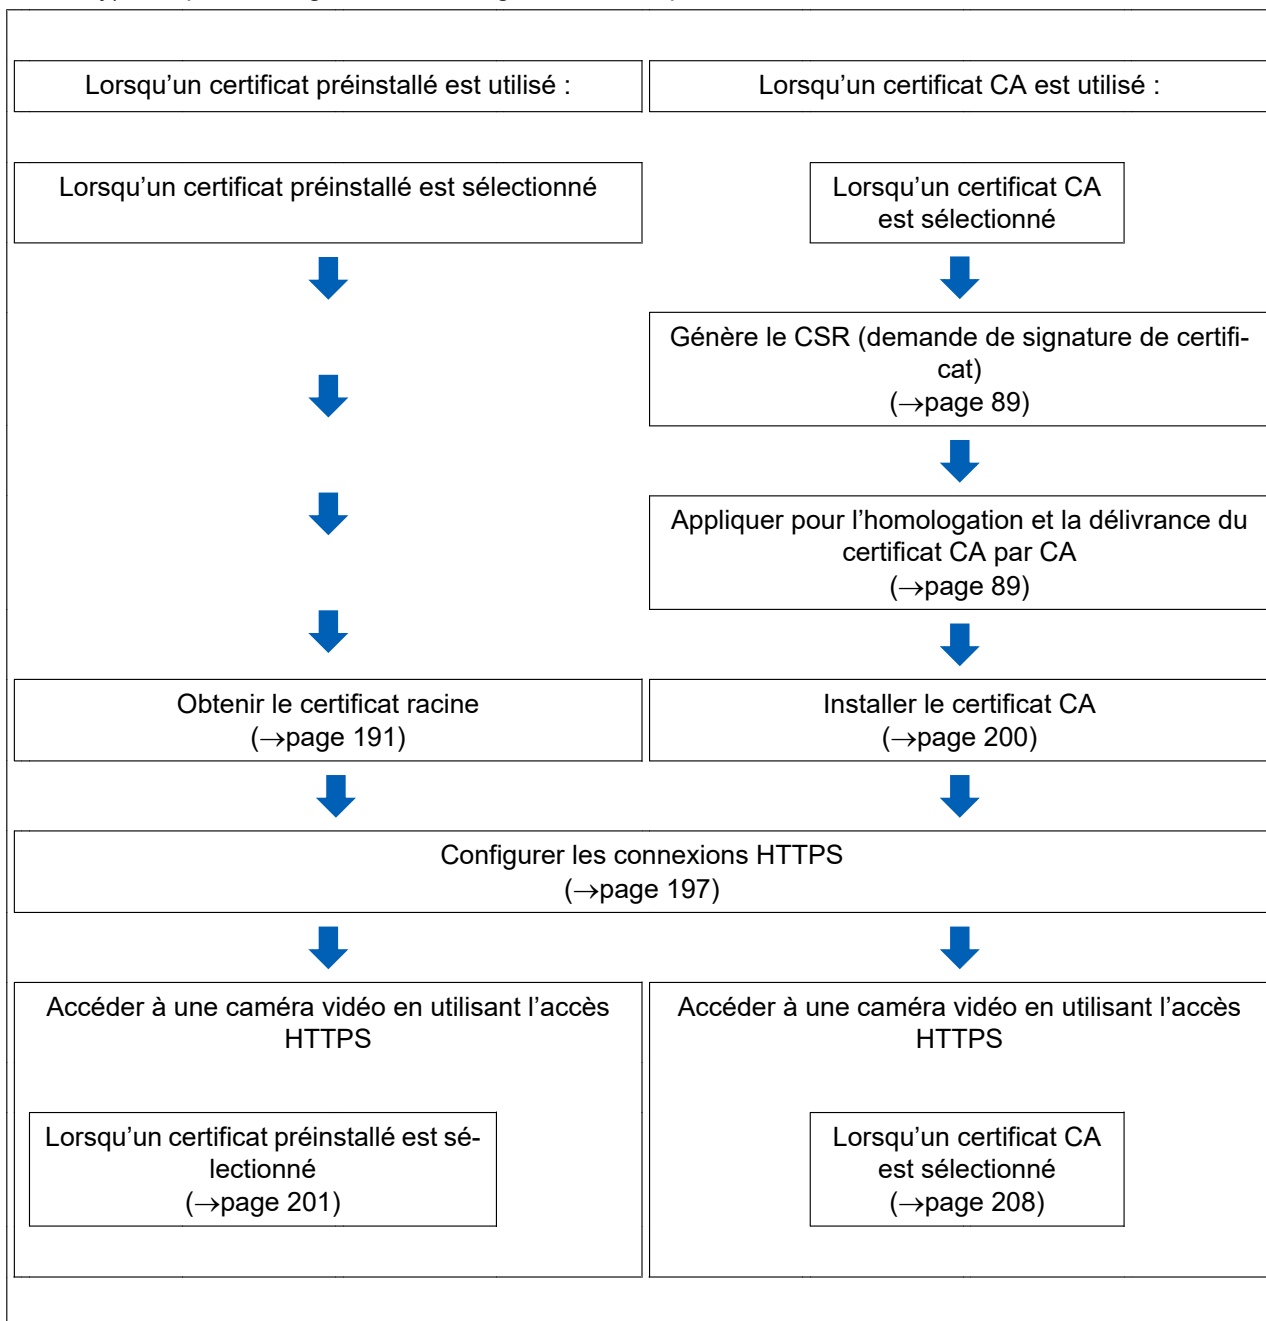 Lorsqu'un certificat préinstallé est utilisé :
Lorsqu'un certificat CA est utilisé :
Lorsqu'un certificat préinstallé est sélectionné
Lorsqu'un certificat CA
est sélectionné
Génère le CSR (demande de signature de certifi-
cat)
(→page 89)
Appliquer pour l'homologation et la délivrance du
certificat CA par CA
(→page 89)
Obtenir le certificat racine
(→page 191)
Installer le certificat CA
(→page 200)
Configurer les connexions HTTPS
(→page 197)
Accéder à une caméra vidéo en utilisant l'accès
HTTPS
Lorsqu'un certificat préinstallé est sé-
lectionné
(→page 201)
Accéder à une caméra vidéo en utilisant l'accès
HTTPS
Lorsqu'un certificat CA
est sélectionné
(→page 208)